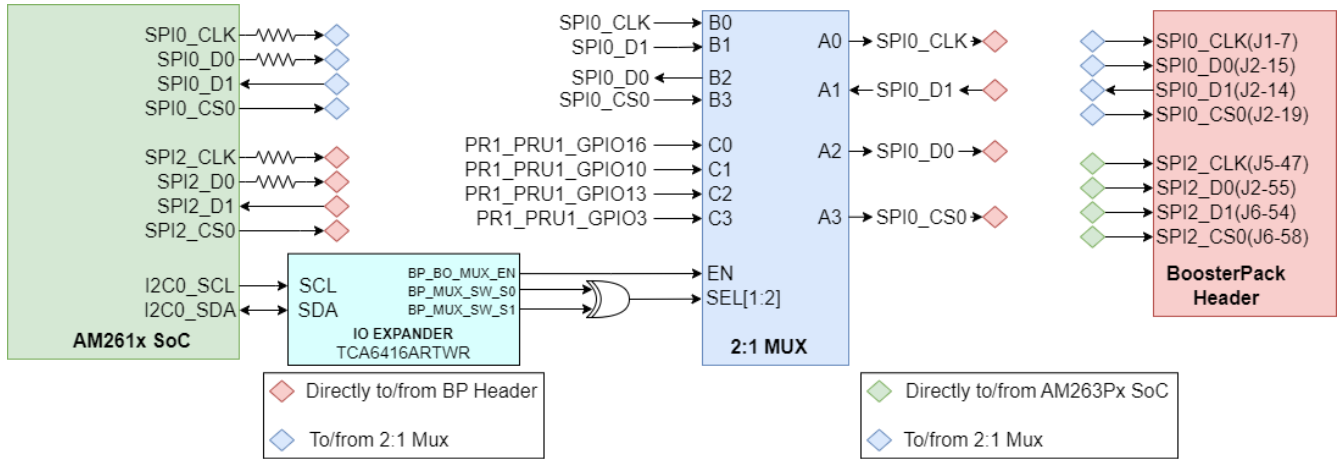 SPI0_CLK
SPI0_D0
SPI0_D1
SPI0_CS0
SPI2_CLK
SPI2_D0
SPI2_D1
SPI2_CS0
I2C0_SCL
I2C0_SDA
AM261x SoC
SCL
SDA
BP_BO_MUX_EN
BP_MUX_SW_S0
BP_MUX_SW_S1
IO EXPANDER
TCA6416ARTWR
SPI0_CLK
SPI0_D1
SPI0_D0
SPI0_CS0
PR1_PRU1_GPIO16
PR1_PRU1_GPIO10
PR1_PRU1_GPIO13
PR1_PRU1_GPIO3
B0
B1
B2
B3
C0
C1
C2
C3
EN
SEL[1:2]
A0
A1
A2
A3
2:1 MUX
SPI0_CLK
SPI0_D1
SPI0_D0
SPI0_CS0
SPI0_CLK(J1-7)
SPI0_D0(J2-15)
SPI0_D1(J2-14)
SPI0_CS0(J2-19)
SPI2_CLK(J5-47)
SPI2_D0(J2-55)
SPI2_D1(J6-54)
SPI2_CS0(J6-58)
BoosterPack
Header
Directly to/from BP Header
To/from 2:1 Mux
Directly to/from AM263Px SoC
To/from 2:1 Mux